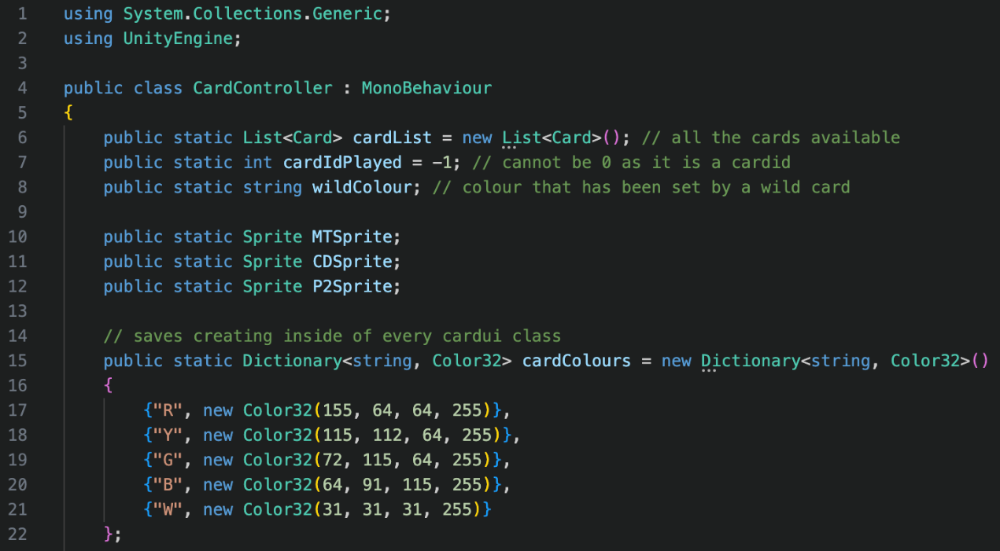 1 using System.Collections.Generic;
2 using UnityEngine;
3
4 public class CardController : MonoBehaviour
5 {
6 public static List<Card> cardList = new List<Card>(); // all the cards available
7 public static int cardIdPlayed = -1; // cannot be 0 as it is a cardid
8 public static string wildColour; // colour that has been set by a wild card
9
10 public static Sprite MTSprite;
11 public static Sprite CDSprite;
12 public static Sprite P2Sprite;
13
14 // saves creating inside of every cardui class
15 public static Dictionary<string, Color32> cardColours = new Dictionary<string, Color32>()
16 {
17 {"R", new Color32(155, 64, 64, 255)},
18 {"Y", new Color32(115, 112, 64, 255)},
19 {"G", new Color32(72, 115, 64, 255)},
20 {"B", new Color32(64, 91, 115, 255)},
21 {"W", new Color32(31, 31, 31, 255)}
22 };